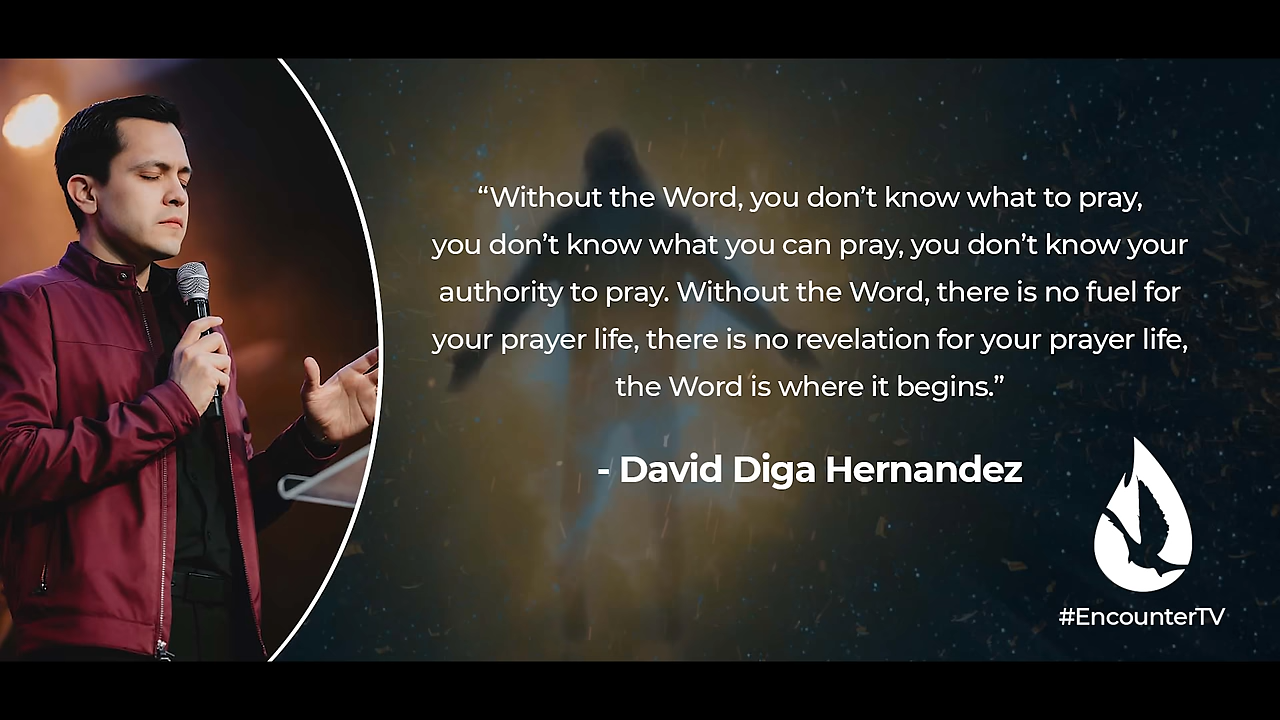 “Without the Word, you don’t know what to pray,
you don’t know what you can pray, you don’t know your
authority to pray. Without the Word, there is no fuel for
your prayer life, there is no revelation for your prayer life,
the Word is where it begins.”
- David Diga Hernandez
#EncounterTV